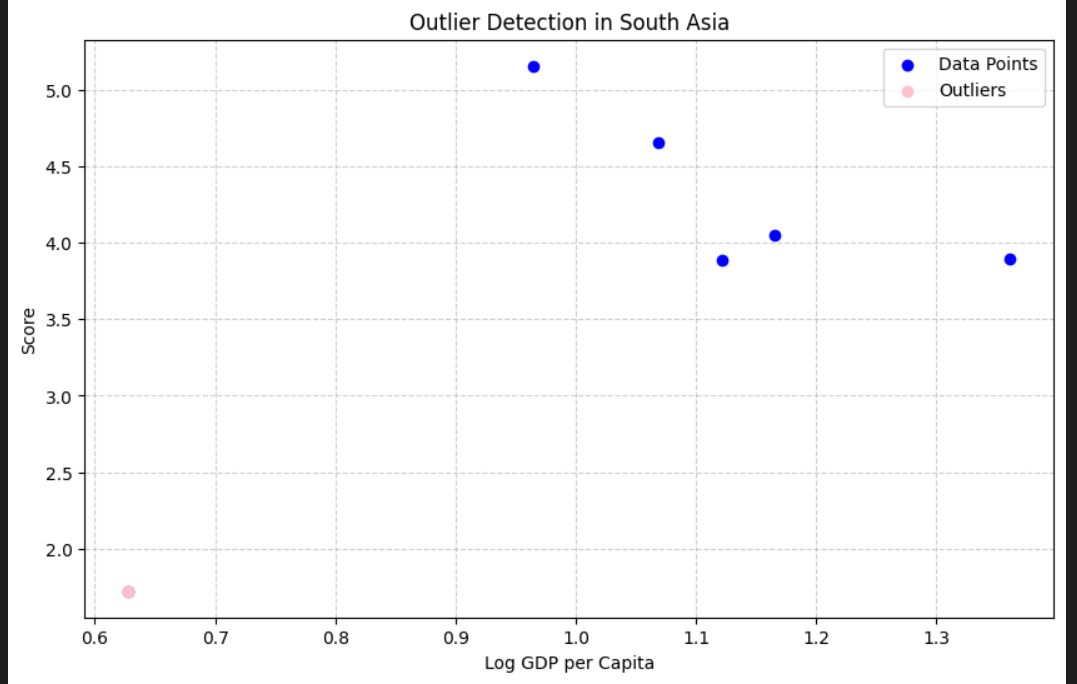 Outlier Detection in South Asia
Data Points
Outliers
5.0
4.5
4.0
3.5
3.0
2.5
2.0
Score
0.6 0.7 0.8 0.9 1.0 1.1 1.2 1.3
Log GDP per Capita